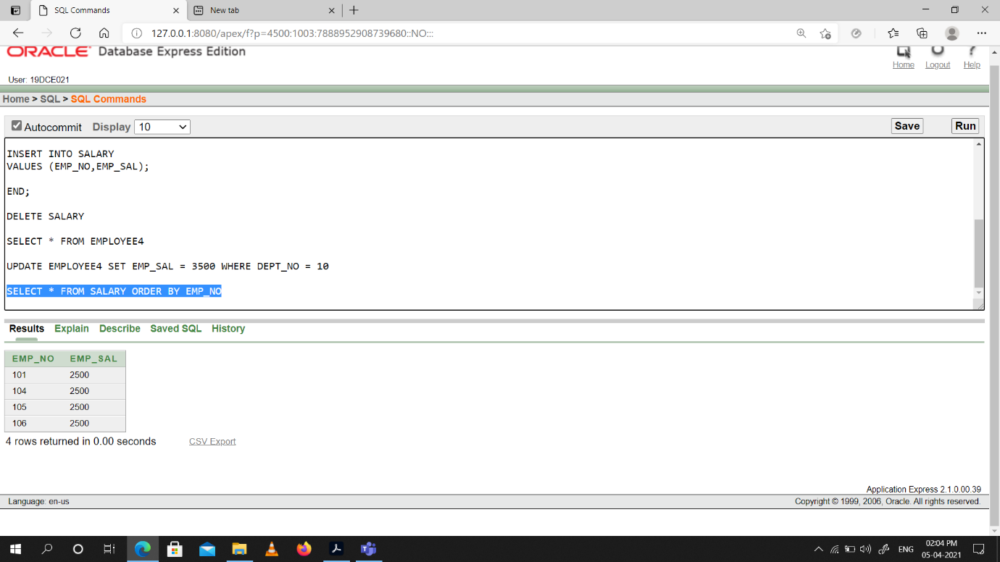 SQL Commands
New tab
127.0.0.1:8080/apex/f?p=4500:1003:7888952908739680::NO:::
ORACLE Database Express Edition
Home Logout Help
User: 19DCE021
Home > SQL > SQL Commands
Autocommit Display 10 Save Run
INSERT INTO SALARY
VALUES (EMP_NO,EMP_SAL);
END;
DELETE SALARY
SELECT * FROM EMPLOYEE4
UPDATE EMPLOYEE4 SET EMP_SAL = 3500 WHERE DEPT_NO = 10
SELECT * FROM SALARY ORDER BY EMP_NO
Results Explain Describe Saved SQL History
EMP_NO EMP_SAL
101 2500
104 2500
105 2500
106 2500
4 rows returned in 0.00 seconds CSV Export
Application Express 2.1.0.00.39
Language: en-us Copyright © 1999, 2006, Oracle. All rights reserved.
ENG
02:04 PM
05-04-2021